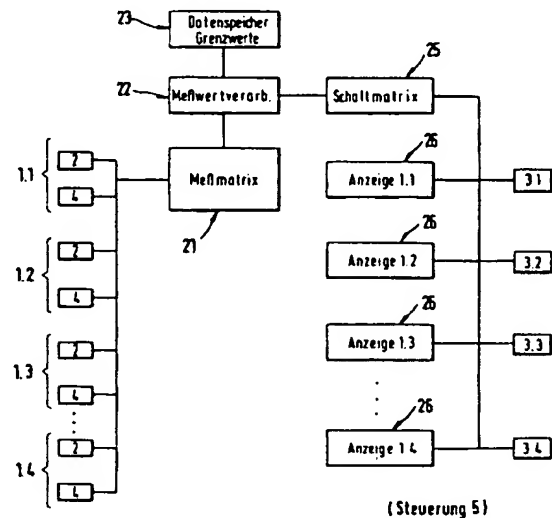 23
Datenspeicher
Grenzwerte
25
22
Meßwertverarb.
Schaltmatrix
26
1.1
2
4
Meßmatrix
21
Anzeige 1.1
3.1
26
1.2
2
4
Anzeige 1.2
3.2
26
1.3
2
4
Anzeige 1.3
3.3
26
1.4
2
4
Anzeige 1.4
3.4
(Steuerung 5)